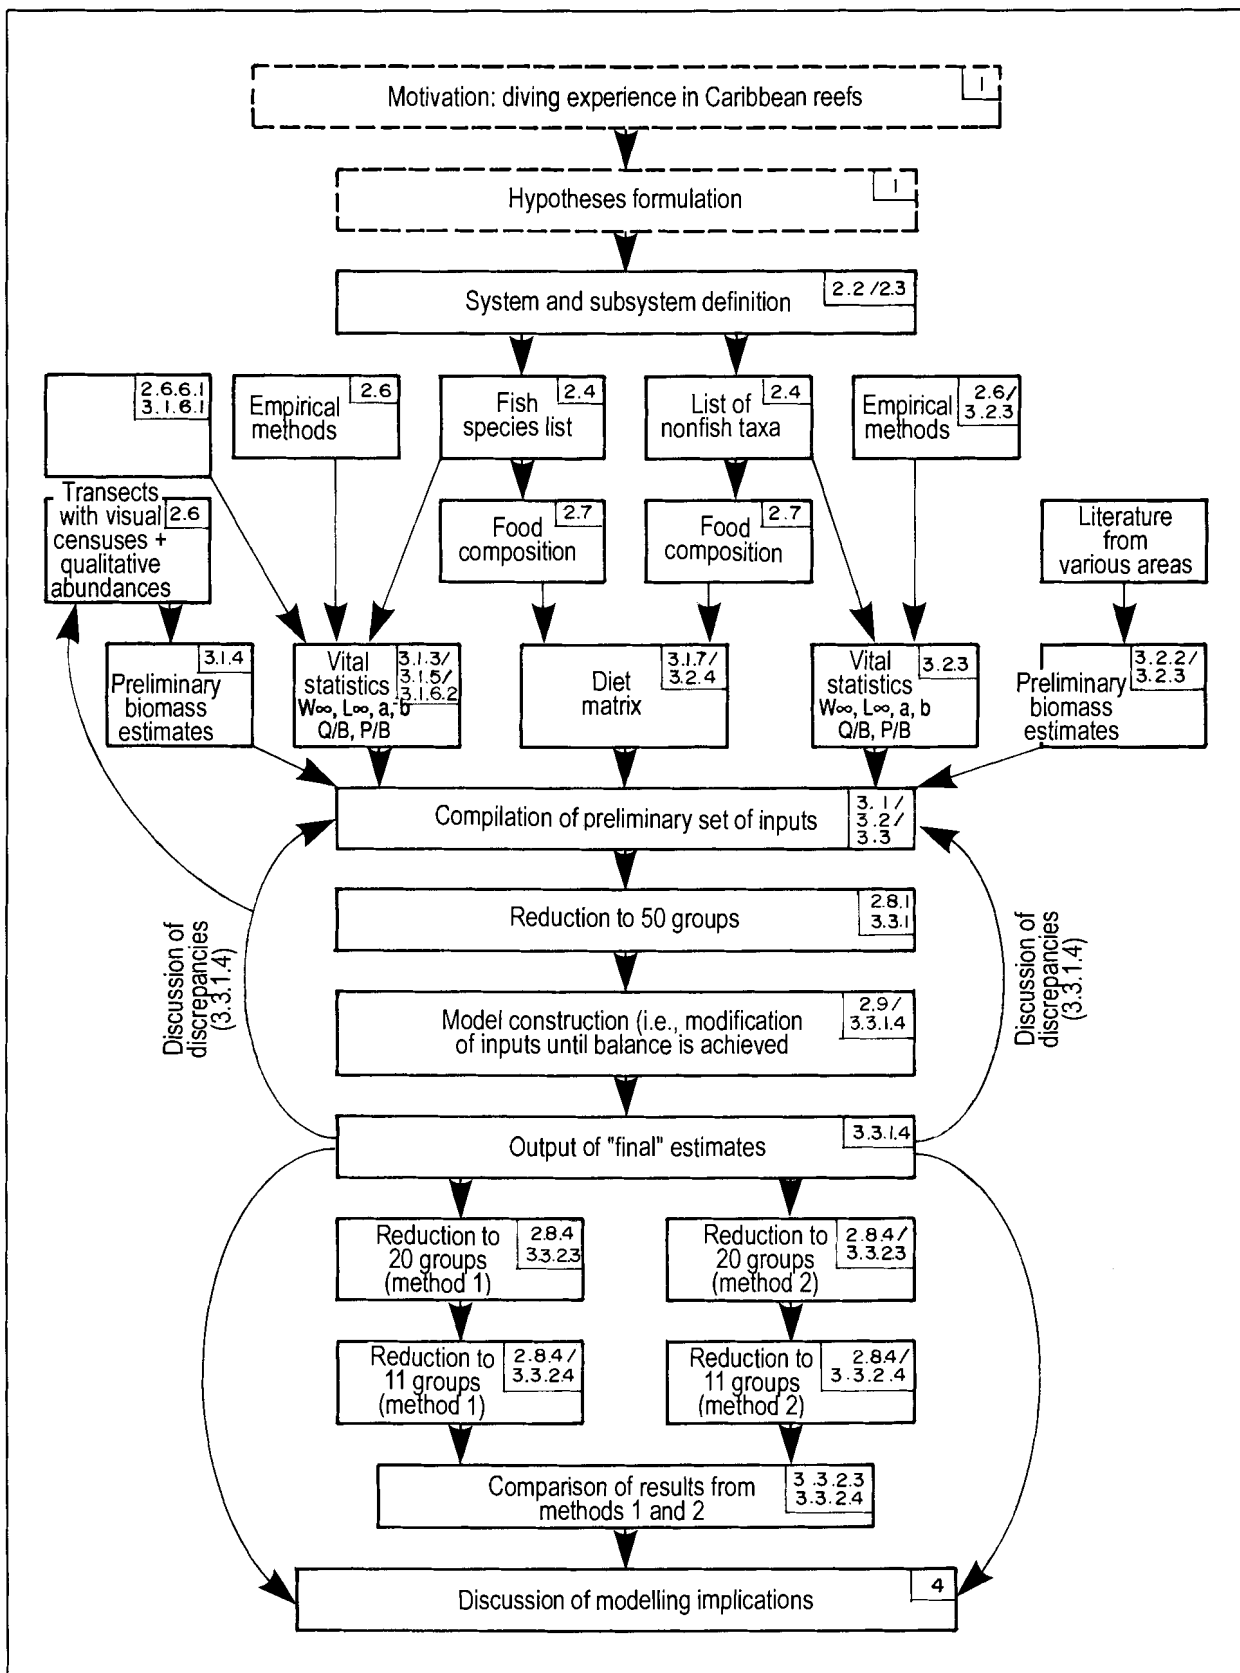 Motivation: diving experience in Caribbean reefs
1
Hypotheses formulation
1
System and subsystem definition
2.2/2.3
2.6.6.1
3.1.6.1
Empirical
methods
2.6
Fish
species list
2.4
List of
nonfish taxa
2.4
Empirical
methods
2.6/
3.2.3
Transects
with visual
censuses +
qualitative
abundances
2.6
Food
composition
2.7
Food
composition
2.7
Literature
from
various areas
Preliminary
biomass
estimates
3.1.4
Vital
statistics
W∞, L∞, a, b
Q/B, P/B
3.1.3/
3.1.5/
3.1.6.2
Diet
matrix
3.1.7/
3.2.4
Vital
statistics
W∞, L∞, a, b
Q/B, P/B
3.2.3
Preliminary
biomass
estimates
3.2.2/
3.2.3
Compilation of preliminary set of inputs
3.1/
3.2/
3.3
Reduction to 50 groups
2.8.1
3.3.1
Discussion of
discrepancies
(3.3.1.4)
Discussion of
discrepancies
(3.3.1.4)
Model construction (i.e., modification
of inputs until balance is achieved
2.9/
3.3.1.4
Output of "final" estimates
3.3.1.4
Reduction to
20 groups
(method 1)
2.8.4
3.3.2.3
Reduction to
20 groups
(method 2)
2.8.4/
3.3.2.3
Reduction to
11 groups
(method 1)
2.8.4/
3.3.2.4
Reduction to
11 groups
(method 2)
2.8.4/
3.3.2.4
Comparison of results from
methods 1 and 2
3.3.2.3
3.3.2.4
Discussion of modelling implications
4